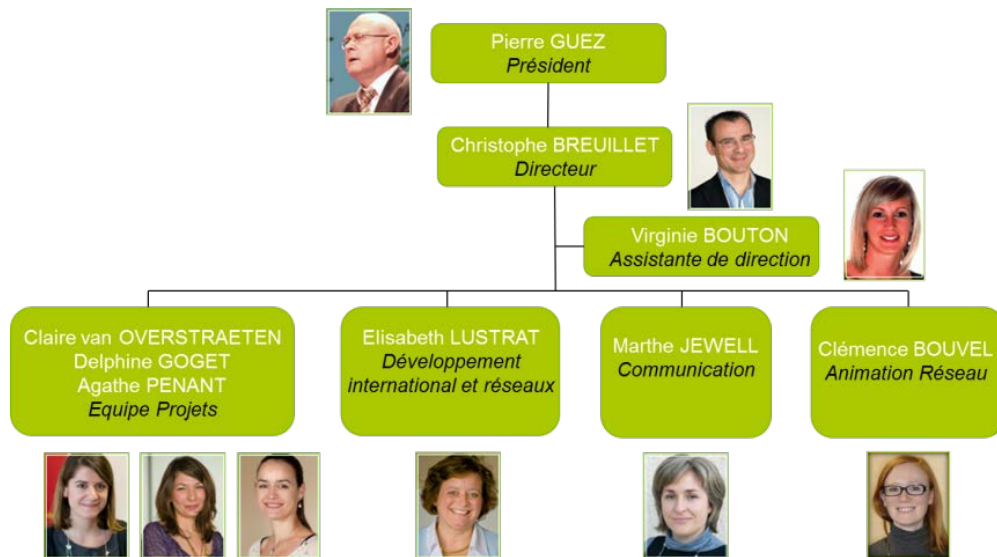 Pierre GUEZ
Président
Christophe BREUILLET
Directeur
Virginie BOUTON
Assistante de direction
Claire van OVERSTRAETEN
Delphine GOGET
Agathe PENANT
Equipe Projets
Elisabeth LUSTRAT
Développement
international et réseaux
Marthe JEWELL
Communication
Clémence BOUVEL
Animation Réseau